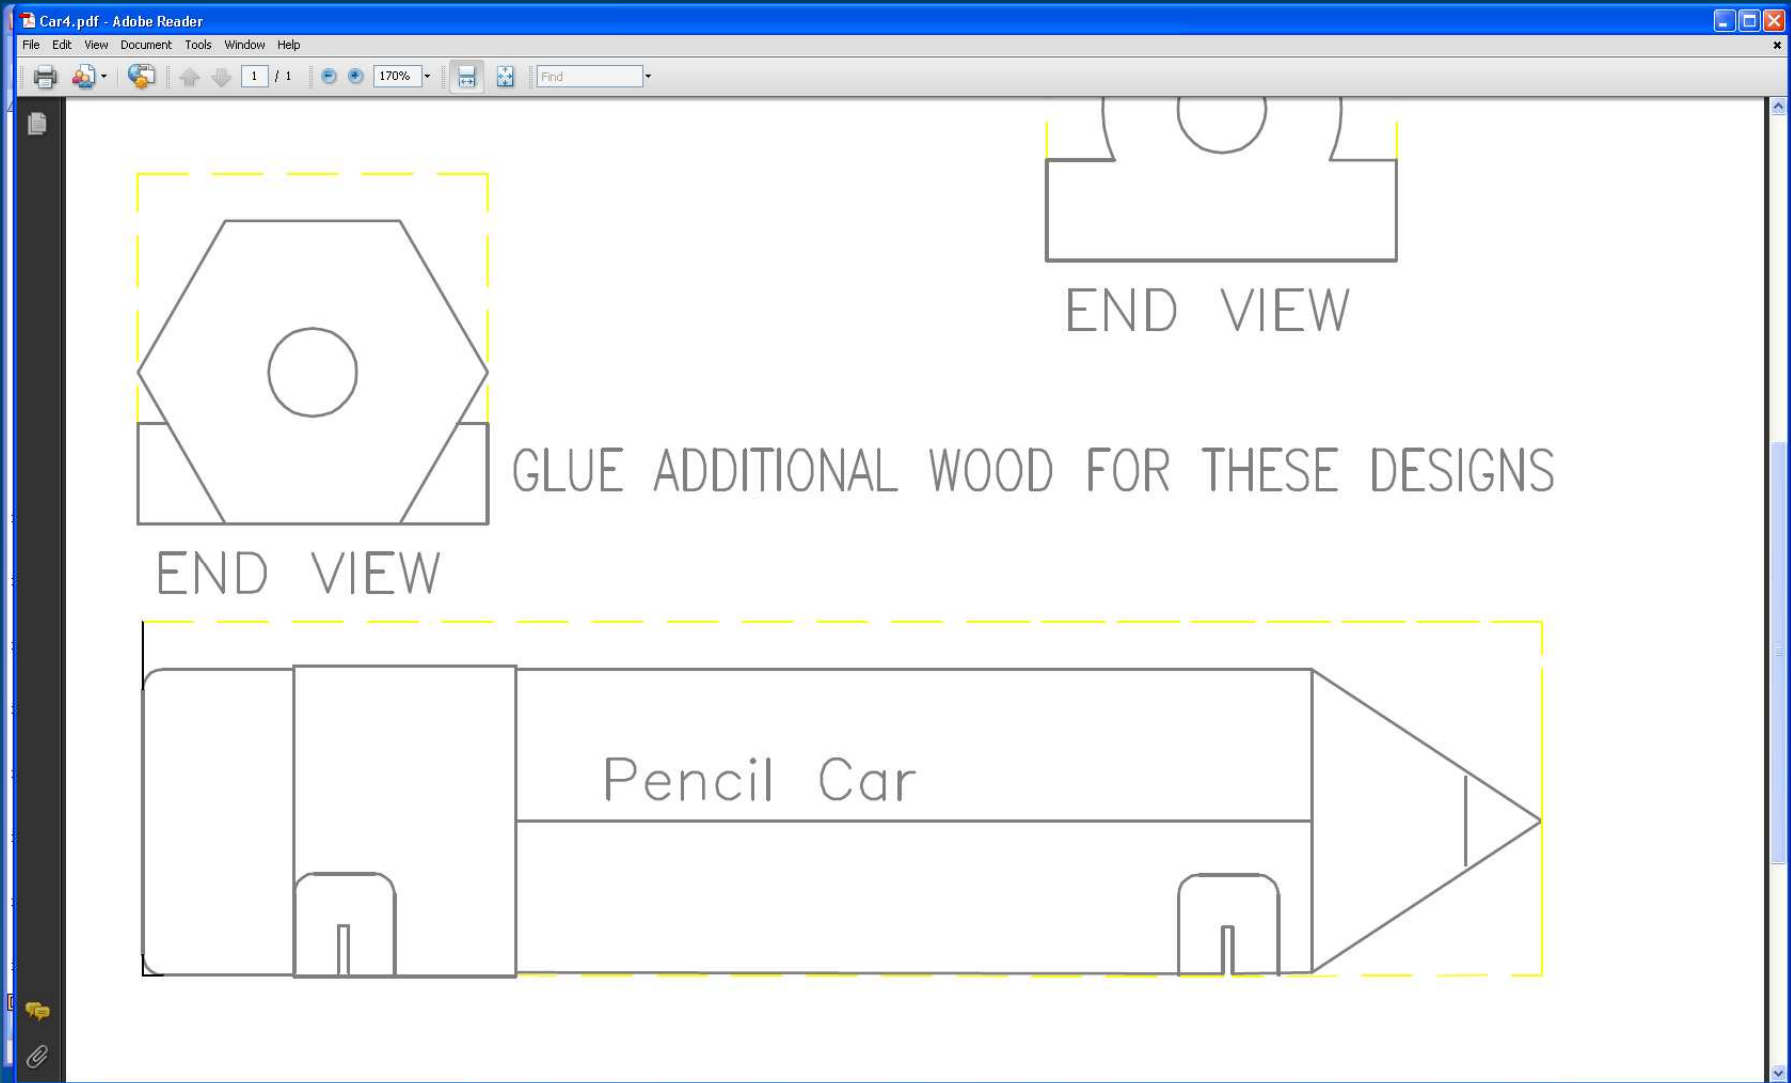 Car4.pdf - Adobe Reader
File Edit View Document Tools Window Help
1 / 1 170% Find
END VIEW
GLUE ADDITIONAL WOOD FOR THESE DESIGNS
END VIEW
Pencil Car